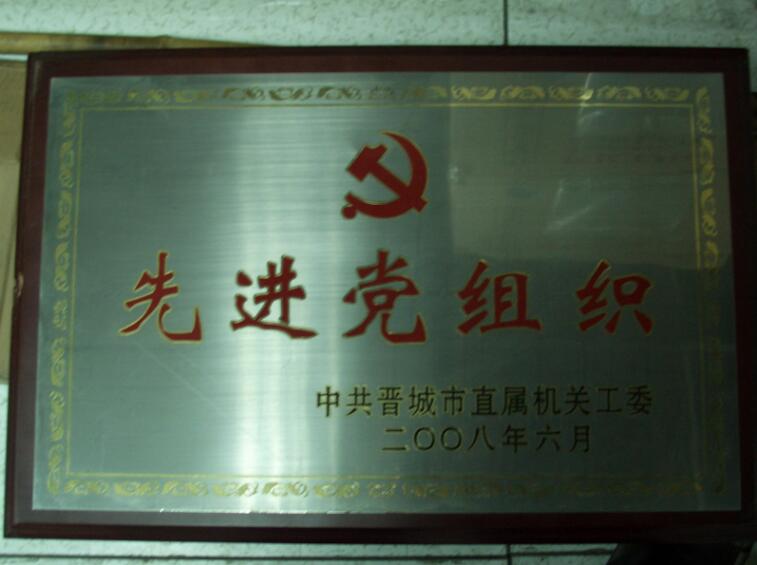 先进党组织
中共晋城市直属机关工委
二〇〇八年六月